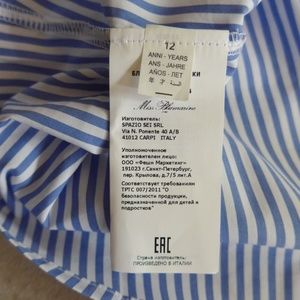 12
ANNI - YEARS
ANS - JAHRE
AÑOS - ЛЕТ
Miss Blumarine
Изготовитель:
SPAZIO SEI SRL
Via N. Ponente 40 A/B
41012 CARPI ITALY
Уполномоченное
изготовителем лицо:
ООО «Фешн Маркетинг»
191023 г.Санкт-Петербург,
пер. Крылова, д.7/5 лит.
Соответствует требованиям
ТРТС 007/2011 "О
безопасности продукции,
предназначенной для детей и
подростков"
EAC
Страна изготовитель:
ПРОИЗВЕДЕНО В ИТАЛИИ